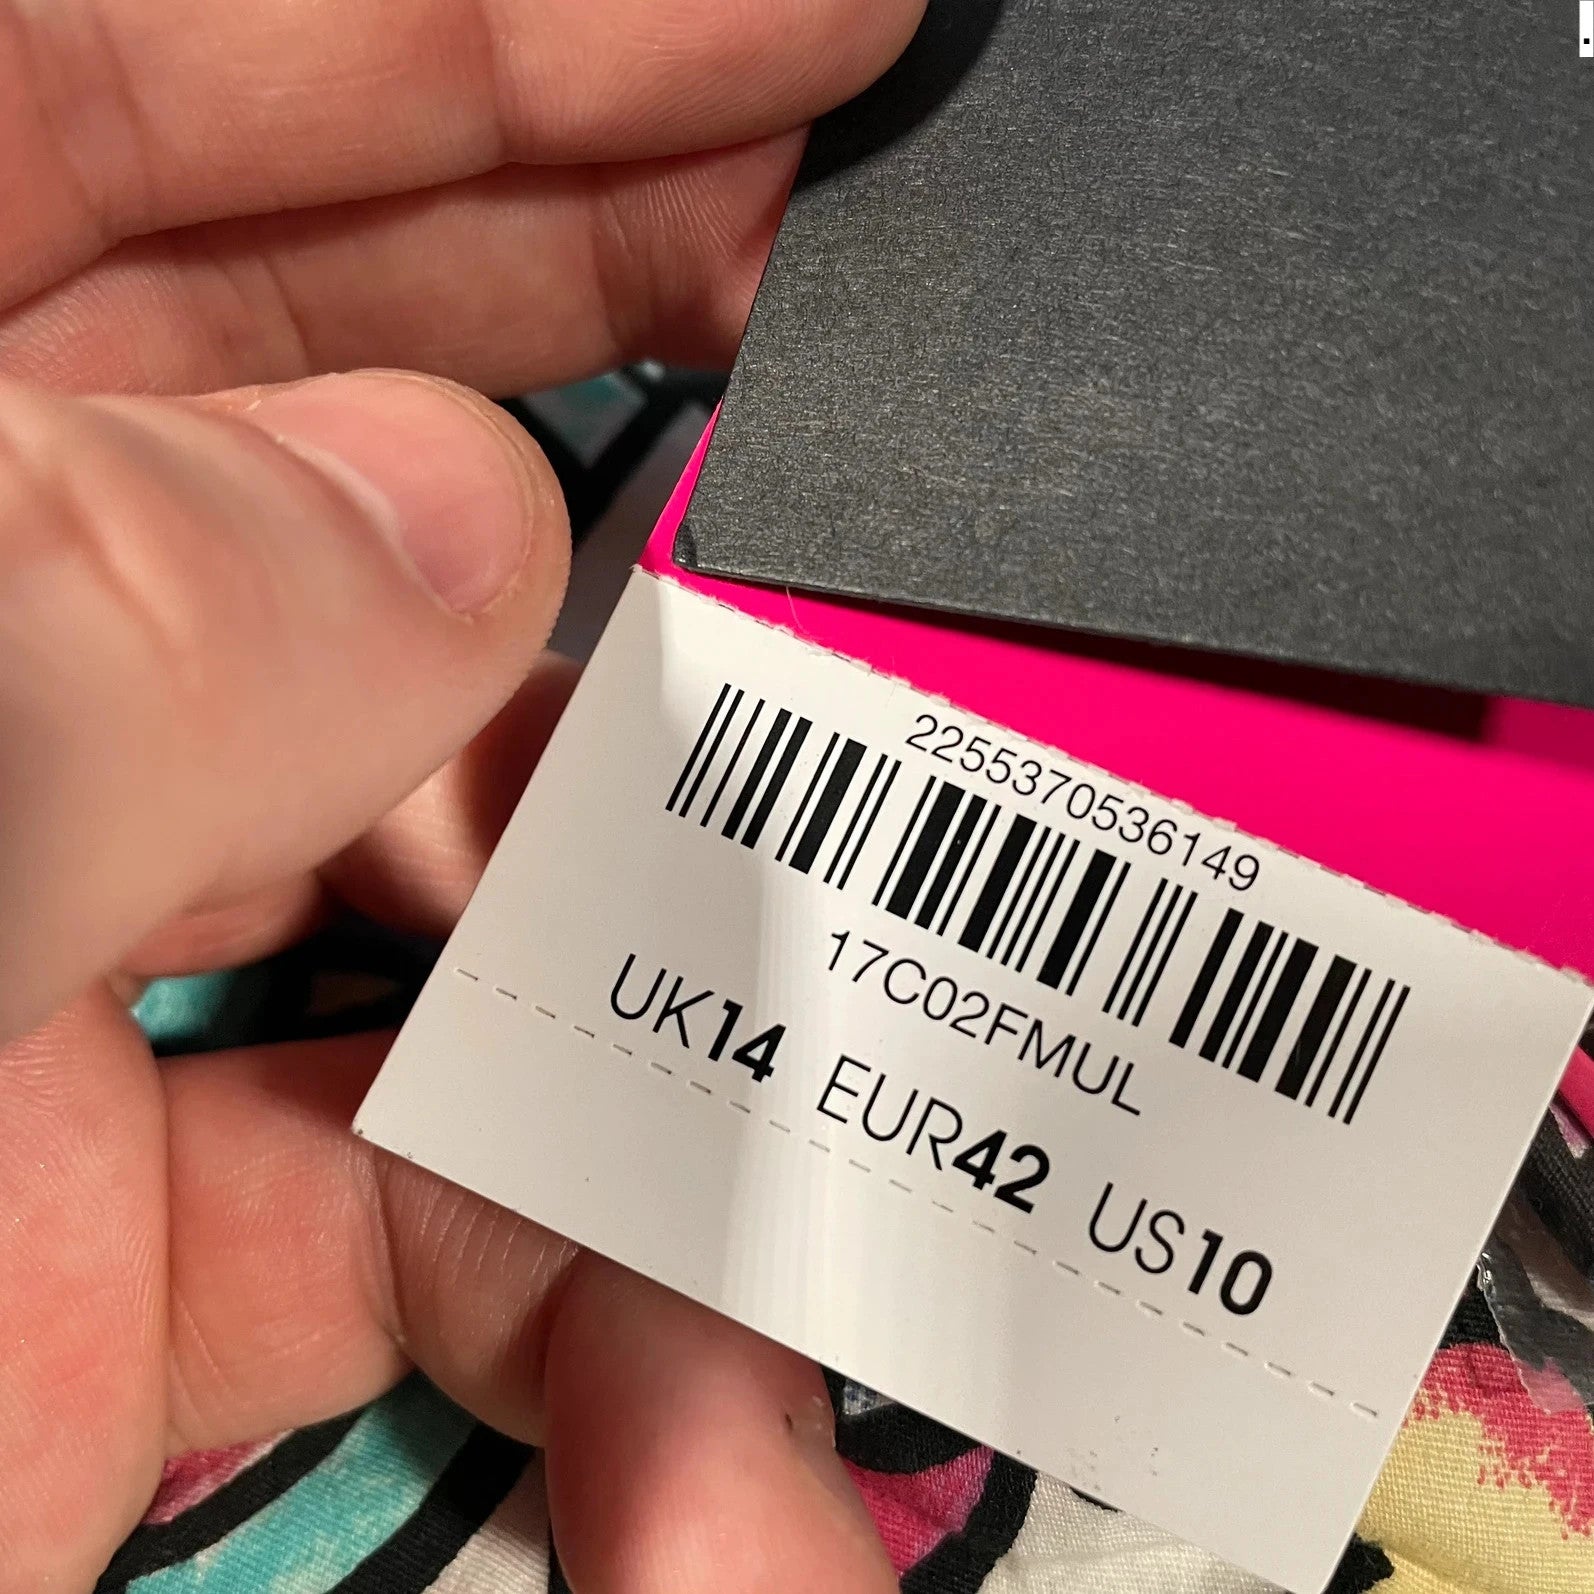 2255370536149
17C02FMUL
UK14 EUR42 US10
.